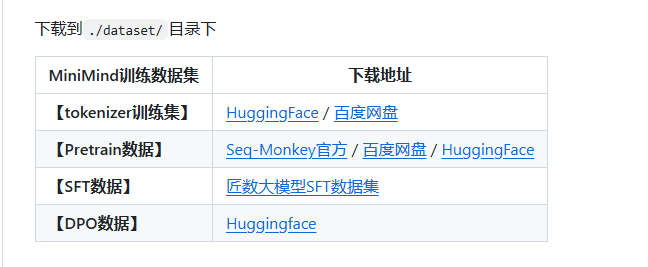 下载到 ./dataset/ 目录下
MiniMind训练数据集 下载地址
【tokenizer训练集】 HuggingFace / 百度网盘
【Pretrain数据】 Seq-Monkey官方 / 百度网盘 / HuggingFace
【SFT数据】 匠数大模型SFT数据集
【DPO数据】 Huggingface